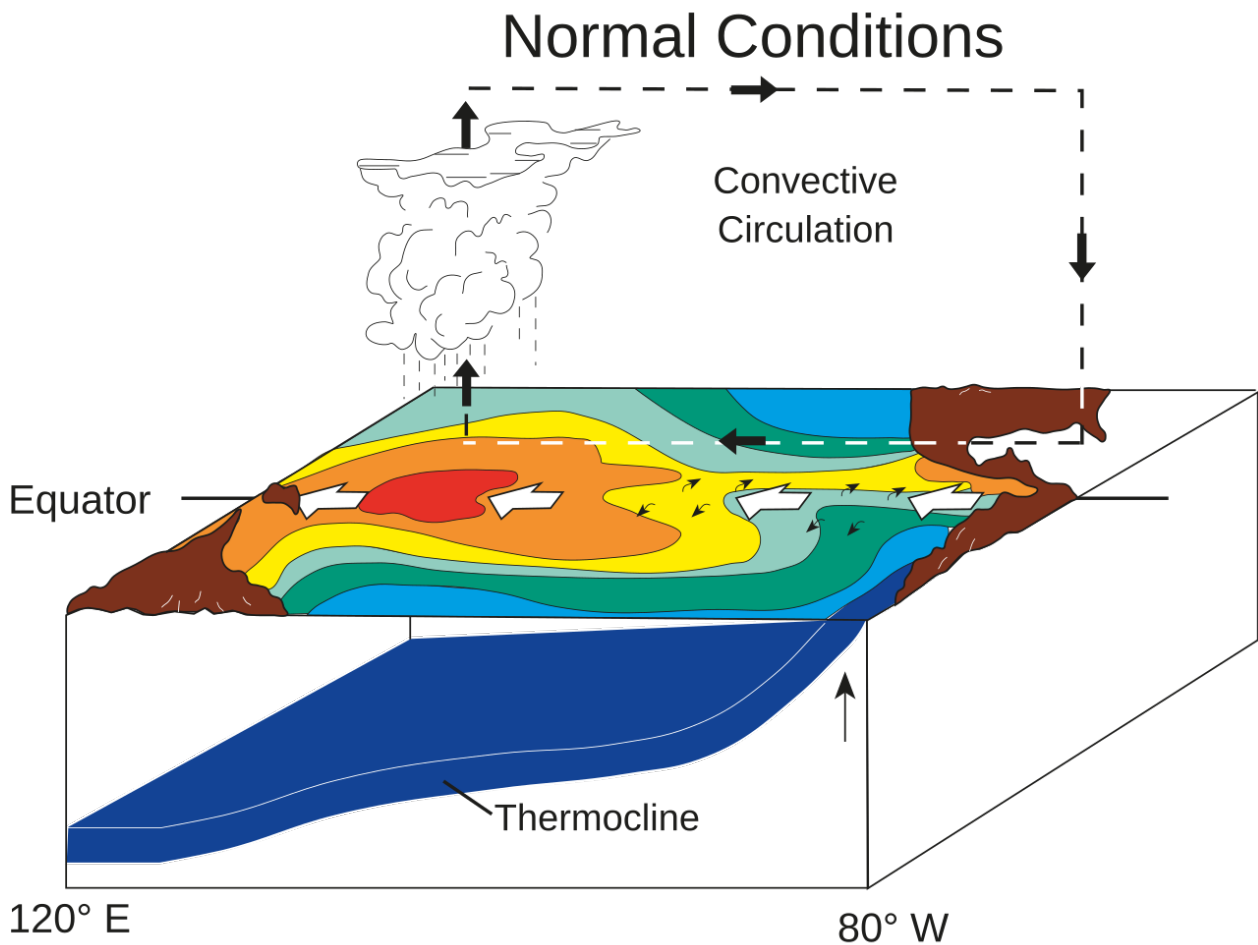 Normal Conditions
Convective
Circulation
Equator
Thermocline
120° E
80° W